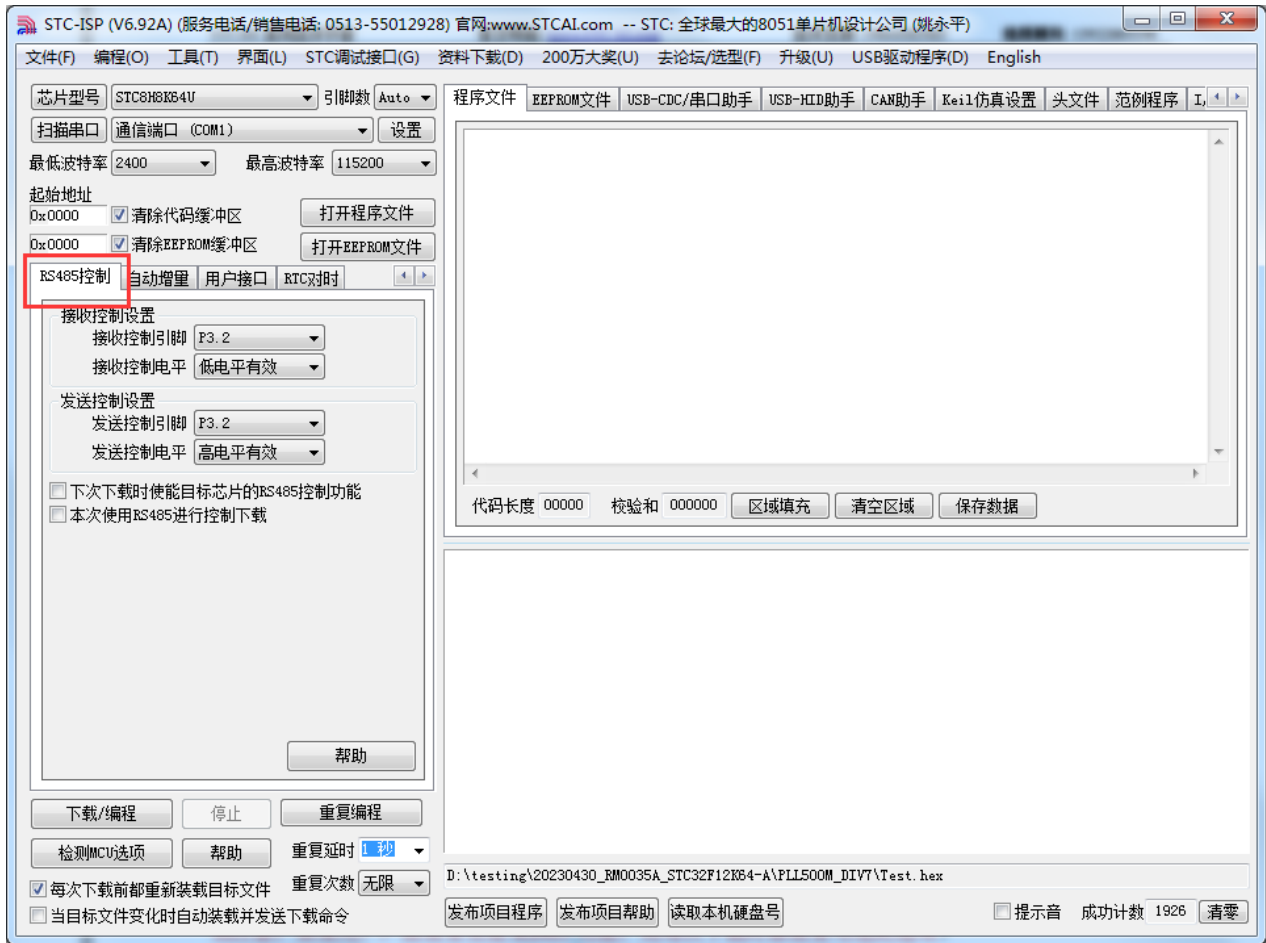 STC-ISP (V6.92A) (服务电话/销售电话: 0513-55012928) 官网:www.STCAI.com -- STC: 全球最大的8051单片机设计公司 (姚永平)
文件(F) 编程(O) 工具(T) 界面(L) STC调试接口(G) 资料下载(D) 200万大奖(U) 去论坛/选型(F) 升级(U) USB驱动程序(D) English
芯片型号 STC8H8K64U 引脚数 Auto
扫描串口 通信端口 (COM1) 设置
最低波特率 2400 最高波特率 115200
起始地址
0x0000 清除代码缓冲区 打开程序文件
0x0000 清除EEPROM缓冲区 打开EEPROM文件
RS485控制 自动增量 用户接口 RTC对时
接收控制设置
接收控制引脚 P3.2
接收控制电平 低电平有效
发送控制设置
发送控制引脚 P3.2
发送控制电平 高电平有效
下次下载时使能目标芯片的RS485控制功能
本次使用RS485进行控制下载
帮助
下载/编程 停止 重复编程
检测MCU选项 帮助 重复延时 1 秒
每次下载前都重新装载目标文件 重复次数 无限
当目标文件变化时自动装载并发送下载命令
程序文件 EEPROM文件 USB-CDC/串口助手 USB-HID助手 CAN助手 Keil仿真设置 头文件 范例程序 I,
代码长度 00000 校验和 000000 区域填充 清空区域 保存数据
D:\testing\20230430_RM0035A_STC32F12K64-A\PLL500M_DIV7\Test.hex
发布项目程序 发布项目帮助 读取本机硬盘号 提示音 成功计数 1926 清零